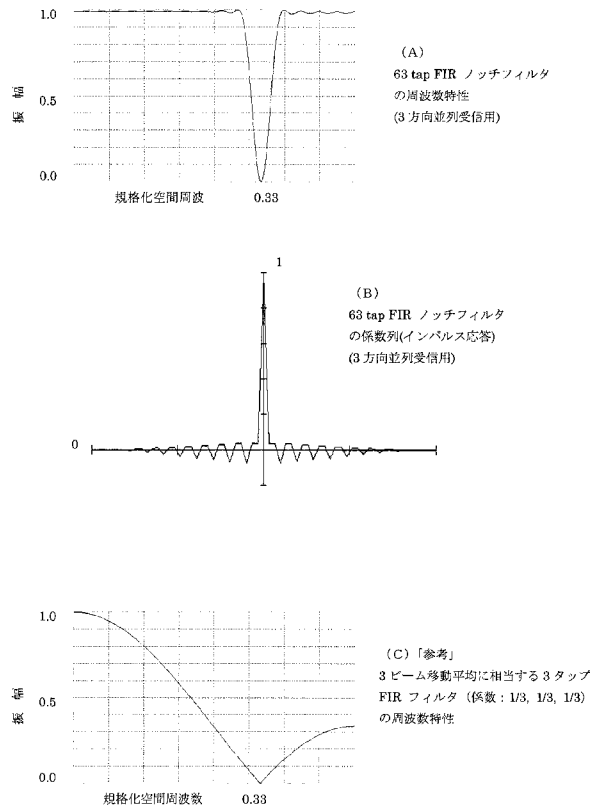 1.0
0.5
0.0
振 幅
規格化空間周波
0.33
（A）
63 tap FIR ノッチフィルタ
の周波数特性
(3方向並列受信用)
1
0
（B）
63 tap FIR ノッチフィルタ
の係数列(インパルス応答)
(3方向並列受信用)
1.0
0.5
0.0
振 幅
規格化空間周波数
0.33
（C）「参考」
3ビーム移動平均に相当する3タップ
FIR フィルタ（係数：1/3, 1/3, 1/3）
の周波数特性